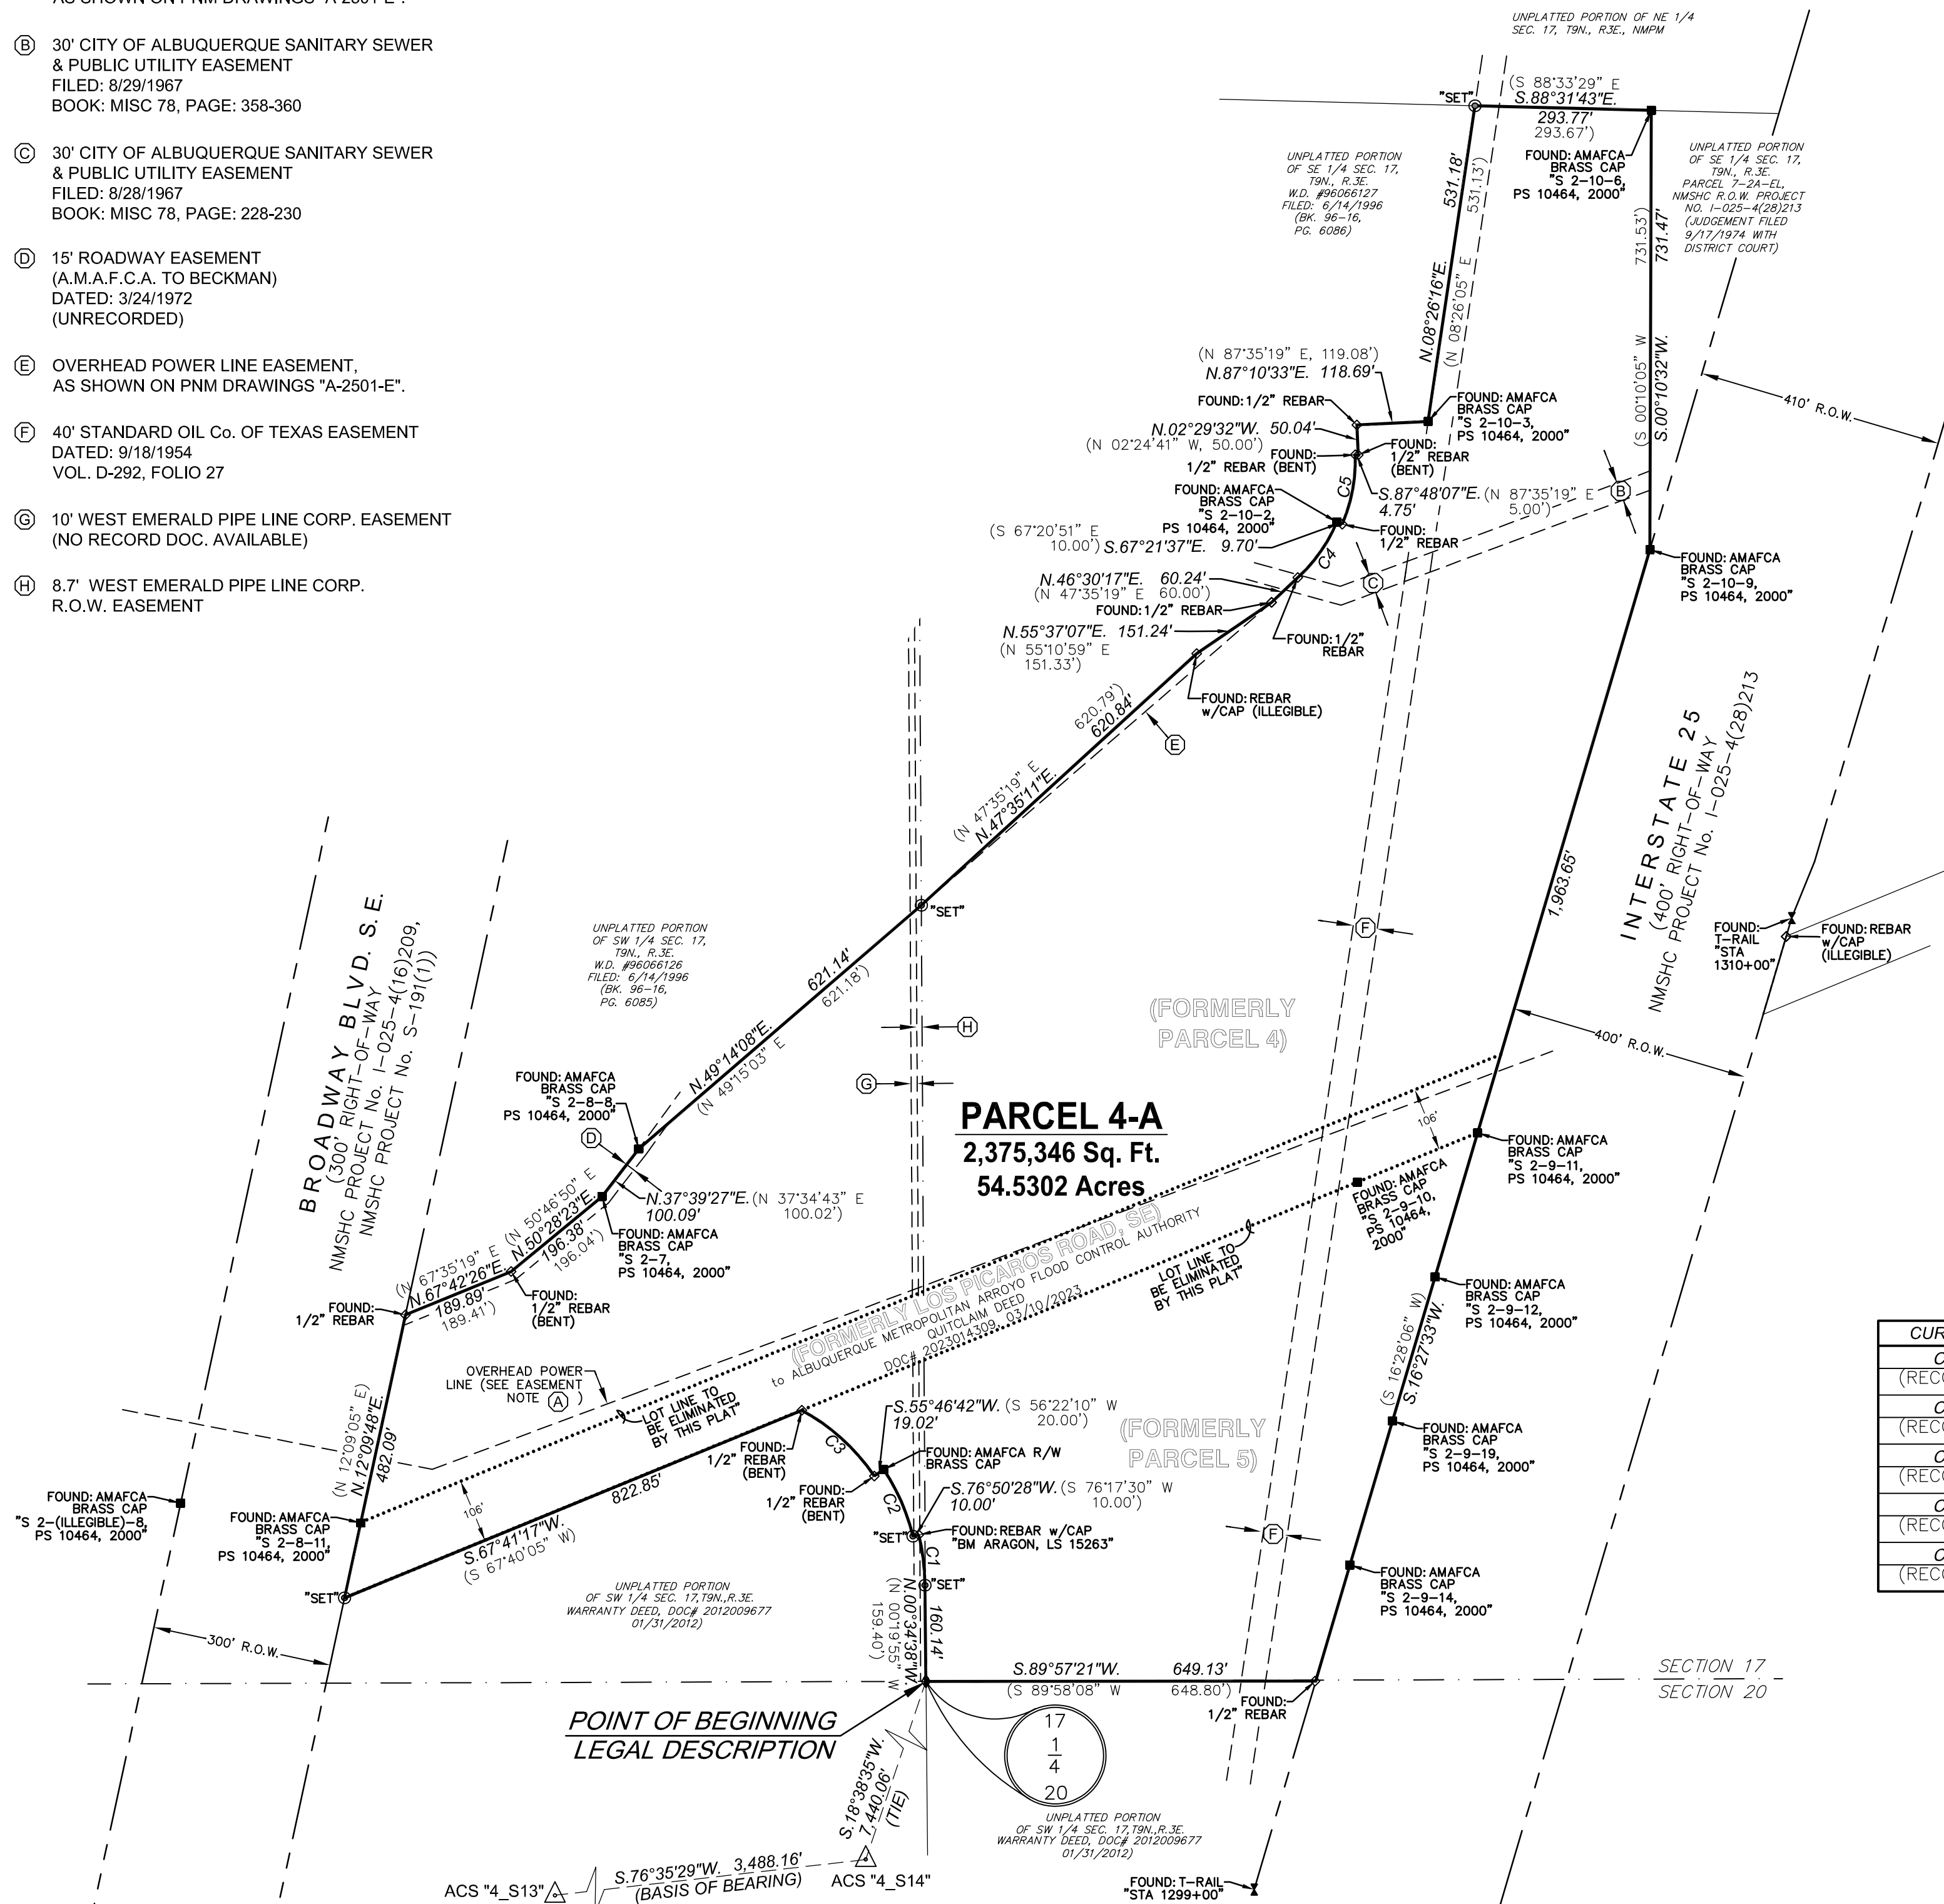 AS SHOWN ON PNM DRAWINGS "A-2501-E".
Ⓑ 30' CITY OF ALBUQUERQUE SANITARY SEWER
& PUBLIC UTILITY EASEMENT
FILED: 8/29/1967
BOOK: MISC 78, PAGE: 358-360
Ⓒ 30' CITY OF ALBUQUERQUE SANITARY SEWER
& PUBLIC UTILITY EASEMENT
FILED: 8/28/1967
BOOK: MISC 78, PAGE: 228-230
Ⓓ 15' ROADWAY EASEMENT
(A.M.A.F.C.A. TO BECKMAN)
DATED: 3/24/1972
(UNRECORDED)
Ⓔ OVERHEAD POWER LINE EASEMENT,
AS SHOWN ON PNM DRAWINGS "A-2501-E".
Ⓕ 40' STANDARD OIL Co. OF TEXAS EASEMENT
DATED: 9/18/1954
VOL. D-292, FOLIO 27
Ⓖ 10' WEST EMERALD PIPE LINE CORP. EASEMENT
(NO RECORD DOC. AVAILABLE)
Ⓗ 8.7' WEST EMERALD PIPE LINE CORP.
R.O.W. EASEMENT
UNPLATTED PORTION OF NE 1/4
SEC. 17, T9N., R3E., NMPM
(S 88°33'29" E
S.88°31'43"E.
293.77'
293.67')
"SET"
FOUND: AMAFCA
BRASS CAP
"S 2-10-6,
PS 10464, 2000"
UNPLATTED PORTION
OF SE 1/4 SEC. 17,
T9N., R.3E.
W.D. #96066127
FILED: 6/14/1996
(BK. 96-16,
PG. 6086)
UNPLATTED PORTION
OF SE 1/4 SEC. 17,
T9N., R.3E.
PARCEL 7-2A-EL,
NMSHC R.O.W. PROJECT
NO. I-025-4(28)213
(JUDGEMENT FILED
9/17/1974 WITH
DISTRICT COURT)
N.08°26'16"E. 531.18'
(N 08°26'05" E 531.13')
(S 00°10'05" W 731.53')
S.00°10'32"W. 731.47'
410' R.O.W.
(N 87°35'19" E, 119.08')
N.87°10'33"E. 118.69'
FOUND: 1/2" REBAR
FOUND: AMAFCA
BRASS CAP
"S 2-10-3,
PS 10464, 2000"
N.02°29'32"W. 50.04'
(N 02°24'41" W, 50.00')
FOUND:
1/2" REBAR (BENT)
FOUND:
1/2" REBAR
(BENT)
C5
S.87°48'07"E. (N 87°35'19" E
4.75' 5.00')
Ⓑ
FOUND: AMAFCA
BRASS CAP
"S 2-10-2,
PS 10464, 2000"
(S 67°20'51" E
10.00') S.67°21'37"E. 9.70'
FOUND:
1/2" REBAR
C4
Ⓒ
FOUND: AMAFCA
BRASS CAP
"S 2-10-9,
PS 10464, 2000"
N.46°30'17"E. 60.24'
(N 47°35'19" E 60.00')
FOUND: 1/2" REBAR
FOUND: 1/2"
REBAR
N.55°37'07"E. 151.24'
(N 55°10'59" E
151.33')
FOUND: REBAR
w/CAP (ILLEGIBLE)
620.79')
620.84'
Ⓔ
(N 47°35'19" E
N.47°35'11"E.
"SET"
INTERSTATE 25
(400' RIGHT-OF-WAY
NMSHC PROJECT No. I-025-4(28)213
1,963.65'
FOUND:
T-RAIL
"STA
1310+00"
FOUND: REBAR
w/CAP
(ILLEGIBLE)
400' R.O.W.
BROADWAY BLVD. S.E.
(300' RIGHT-OF-WAY
NMSHC PROJECT No. I-025-4(16)209,
NMSHC PROJECT No. S-191(1))
UNPLATTED PORTION
OF SW 1/4 SEC. 17,
T9N., R.3E.
W.D. #96066126
FILED: 6/14/1996
(BK. 96-16,
PG. 6085)
621.14'
621.18')
N.49°14'08"E.
(N 49°15'03" E
Ⓕ
Ⓗ
Ⓖ
(FORMERLY
PARCEL 4)
FOUND: AMAFCA
BRASS CAP
"S 2-8-8,
PS 10464, 2000"
Ⓓ
PARCEL 4-A
2,375,346 Sq. Ft.
54.5302 Acres
106'
FOUND: AMAFCA
BRASS CAP
"S 2-9-11,
PS 10464, 2000"
N.37°39'27"E. (N 37°34'43" E
100.09' 100.02')
FOUND: AMAFCA
BRASS CAP
"S 2-7,
PS 10464, 2000"
(N 50°46'50" E
N.50°28'23"E.
196.38'
196.04')
(N 67°35'19" E
N.67°42'26"E.
189.89'
189.41')
FOUND:
1/2" REBAR
FOUND:
1/2" REBAR
(BENT)
FOUND: AMAFCA
BRASS CAP
"S 2-9-10,
PS 10464,
2000"
(FORMERLY LOS PICAROS ROAD, SE)
to ALBUQUERQUE METROPOLITAN ARROYO FLOOD CONTROL AUTHORITY
QUITCLAIM DEED
DOC# 2023014309, 03/10/2023
LOT LINE TO
BE ELIMINATED
BY THIS PLAT"
FOUND: AMAFCA
BRASS CAP
"S 2-9-12,
PS 10464, 2000"
(S 16°28'06" W)
S.16°27'33"W.
OVERHEAD POWER
LINE (SEE EASEMENT
NOTE Ⓐ )
LOT LINE TO
BE ELIMINATED
BY THIS PLAT"
S.55°46'42"W. (S 56°22'10" W
19.02' 20.00')
(FORMERLY
PARCEL 5)
FOUND: AMAFCA
BRASS CAP
"S 2-9-19,
PS 10464, 2000"
(N 12°09'05" E)
N.12°09'48"E.
482.09'
FOUND:
1/2"
REBAR
(BENT)
C3
FOUND: AMAFCA R/W
BRASS CAP
FOUND:
1/2" REBAR
(BENT)
C2
FOUND: AMAFCA
BRASS CAP
"S 2-(ILLEGIBLE)-8,
PS 10464, 2000"
FOUND: AMAFCA
BRASS CAP
"S 2-8-11,
PS 10464, 2000"
106'
822.85'
S.67°41'17"W.
(S 67°40'05" W)
S.76°50'28"W. (S 76°17'30" W
10.00' 10.00')
"SET"
FOUND: REBAR w/CAP
"BM ARAGON, LS 15263"
C1
"SET"
Ⓕ
FOUND: AMAFCA
BRASS CAP
"S 2-9-14,
PS 10464, 2000"
"SET"
UNPLATTED PORTION
OF SW 1/4 SEC. 17,T9N.,R.3E.
WARRANTY DEED, DOC# 2012009677
01/31/2012)
N.00°34'38"W. 160.14'
(N 00°19'55" W
159.40')
300' R.O.W.
S.89°57'21"W. 649.13'
(S 89°58'08" W 648.80')
FOUND:
1/2" REBAR
SECTION 17
SECTION 20
POINT OF BEGINNING
LEGAL DESCRIPTION
17
1
4
20
S.18°38'35"W.
7,440.06'
(TIE)
UNPLATTED PORTION
OF SW 1/4 SEC. 17,T9N.,R.3E.
WARRANTY DEED, DOC# 2012009677
01/31/2012)
ACS "4_S13"
S.76°35'29"W. 3,488.16'
(BASIS OF BEARING)
ACS "4_S14"
FOUND: T-RAIL
"STA 1299+00"
CUR
C
(REC
C
(REC
C
(REC
C
(REC
C
(REC